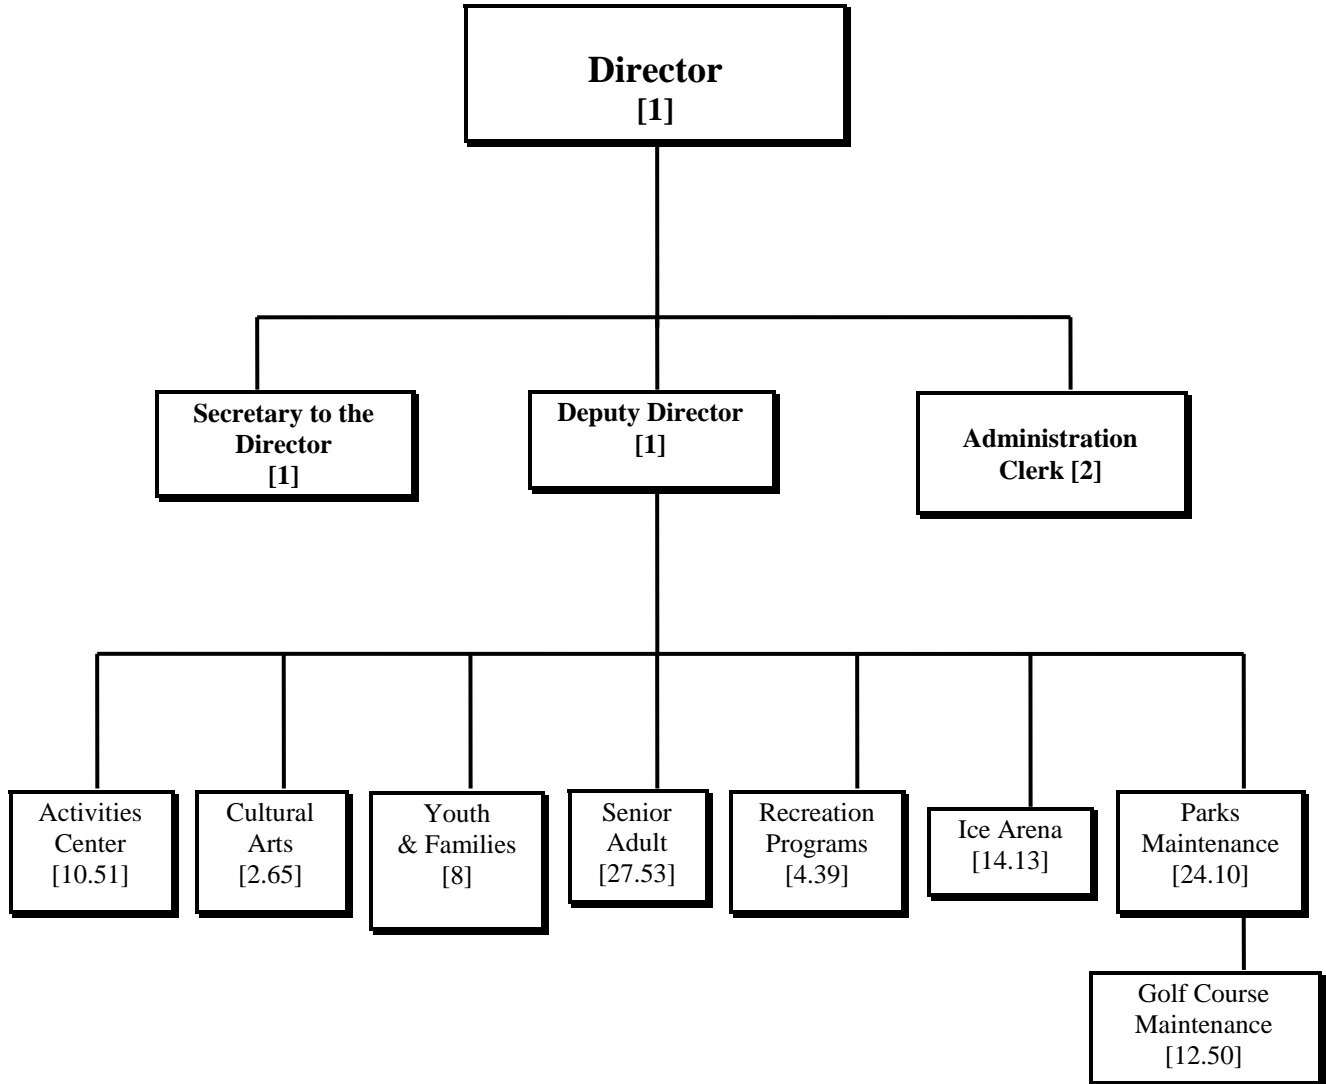 Director
[1]
Secretary to the
Director
[1]
Deputy Director
[1]
Administration
Clerk [2]
Activities
Center
[10.51]
Cultural
Arts
[2.65]
Youth
& Families
[8]
Senior
Adult
[27.53]
Recreation
Programs
[4.39]
Ice Arena
[14.13]
Parks
Maintenance
[24.10]
Golf Course
Maintenance
[12.50]